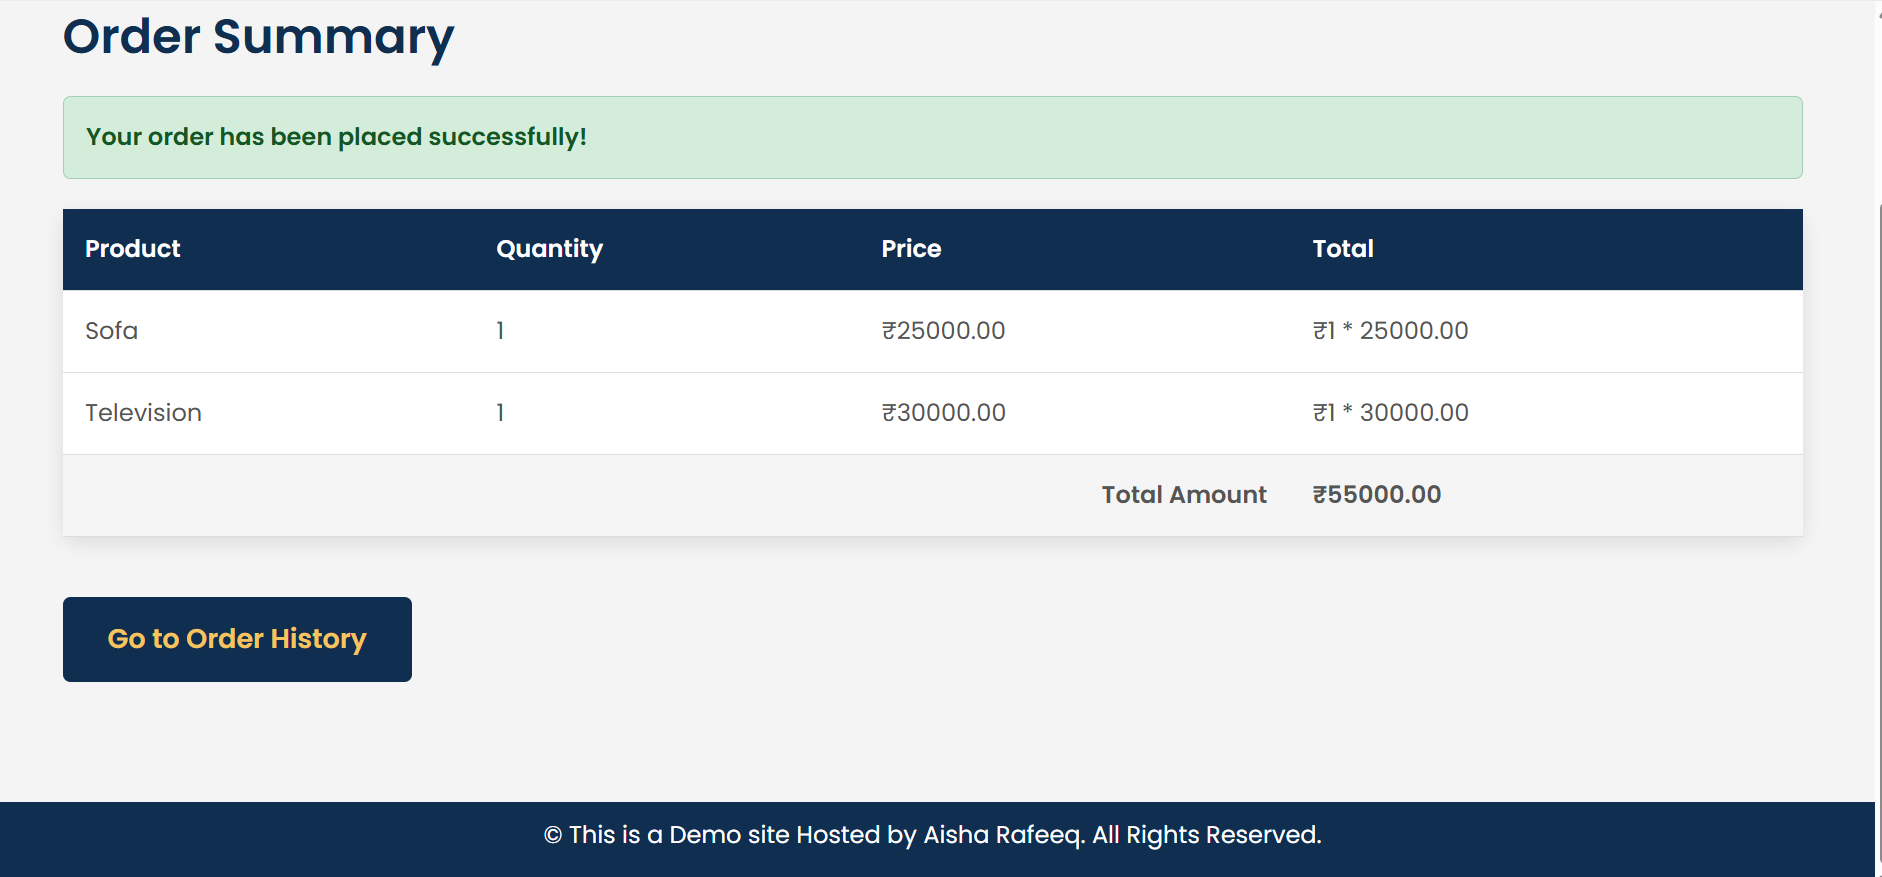 Order Summary
Your order has been placed successfully!
Product Quantity Price Total
Sofa 1 ₹25000.00 ₹1 * 25000.00
Television 1 ₹30000.00 ₹1 * 30000.00
Total Amount ₹55000.00
Go to Order History
© This is a Demo site Hosted by Aisha Rafeeq. All Rights Reserved.